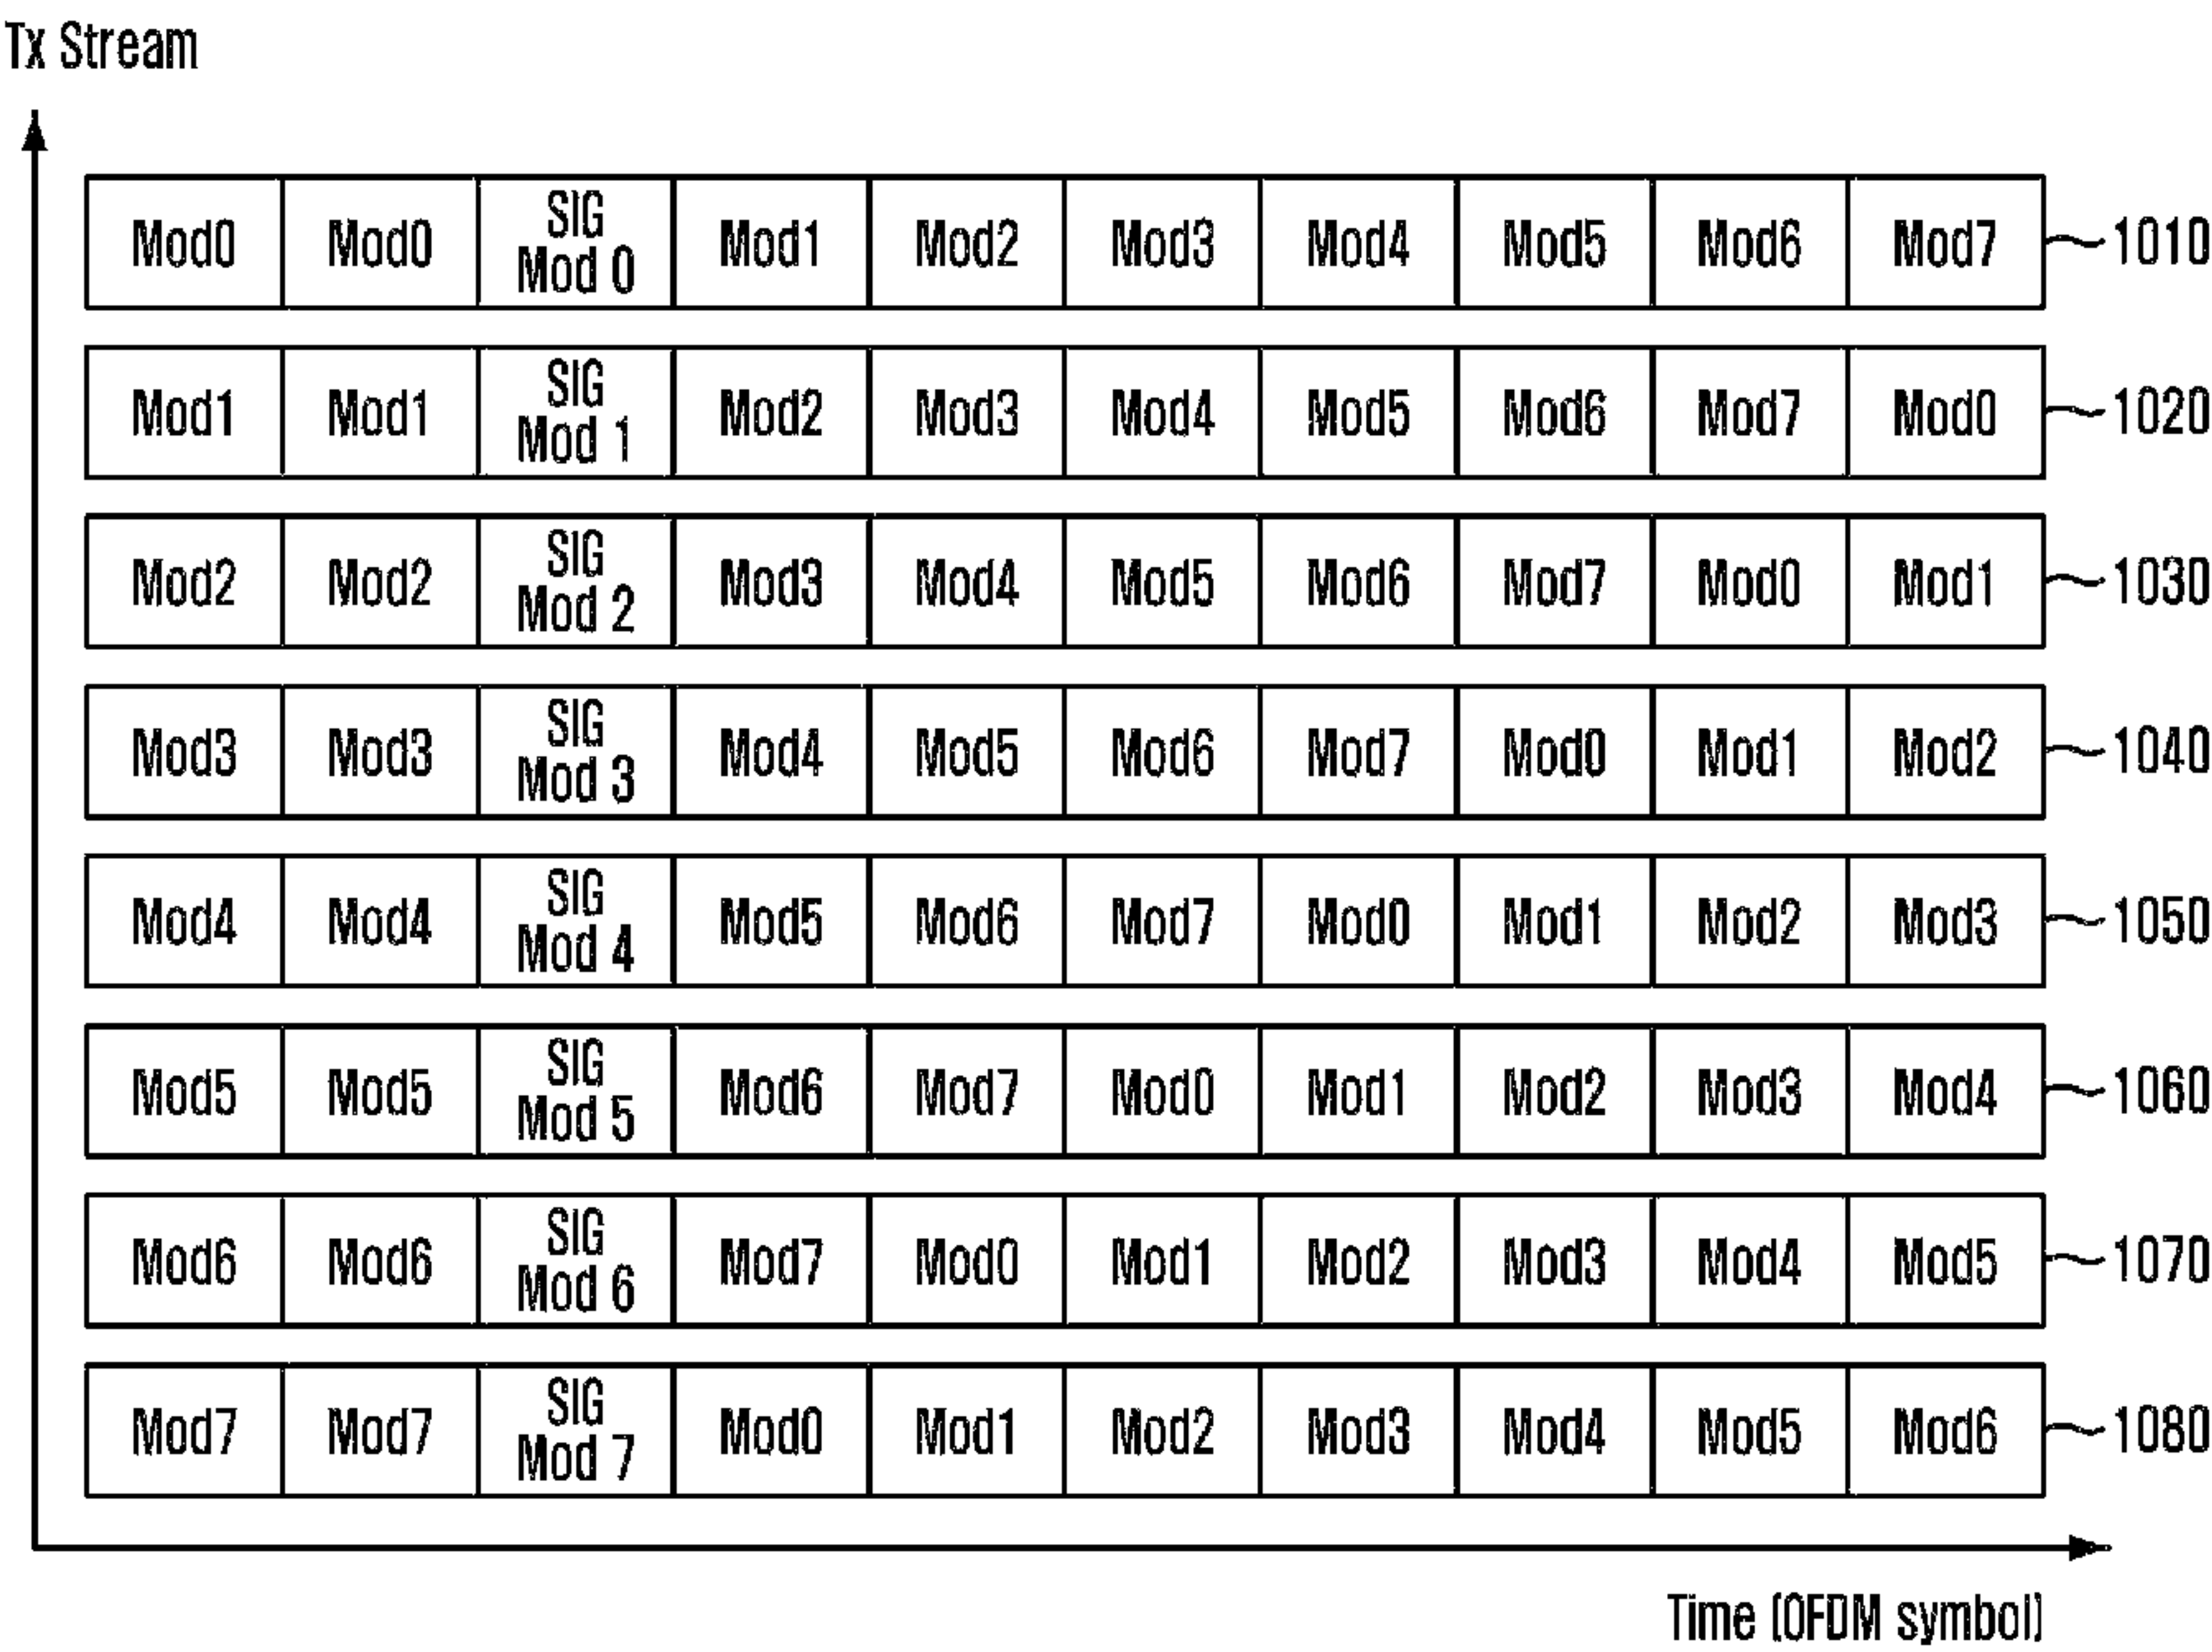 Tx Stream
Mod0 Mod0 SIG Mod 0 Mod1 Mod2 Mod3 Mod4 Mod5 Mod6 Mod7 1010
Mod1 Mod1 SIG Mod 1 Mod2 Mod3 Mod4 Mod5 Mod6 Mod7 Mod0 1020
Mod2 Mod2 SIG Mod 2 Mod3 Mod4 Mod5 Mod6 Mod7 Mod0 Mod1 1030
Mod3 Mod3 SIG Mod 3 Mod4 Mod5 Mod6 Mod7 Mod0 Mod1 Mod2 1040
Mod4 Mod4 SIG Mod 4 Mod5 Mod6 Mod7 Mod0 Mod1 Mod2 Mod3 1050
Mod5 Mod5 SIG Mod 5 Mod6 Mod7 Mod0 Mod1 Mod2 Mod3 Mod4 1060
Mod6 Mod6 SIG Mod 6 Mod7 Mod0 Mod1 Mod2 Mod3 Mod4 Mod5 1070
Mod7 Mod7 SIG Mod 7 Mod0 Mod1 Mod2 Mod3 Mod4 Mod5 Mod6 1080
Time (OFDM symbol)